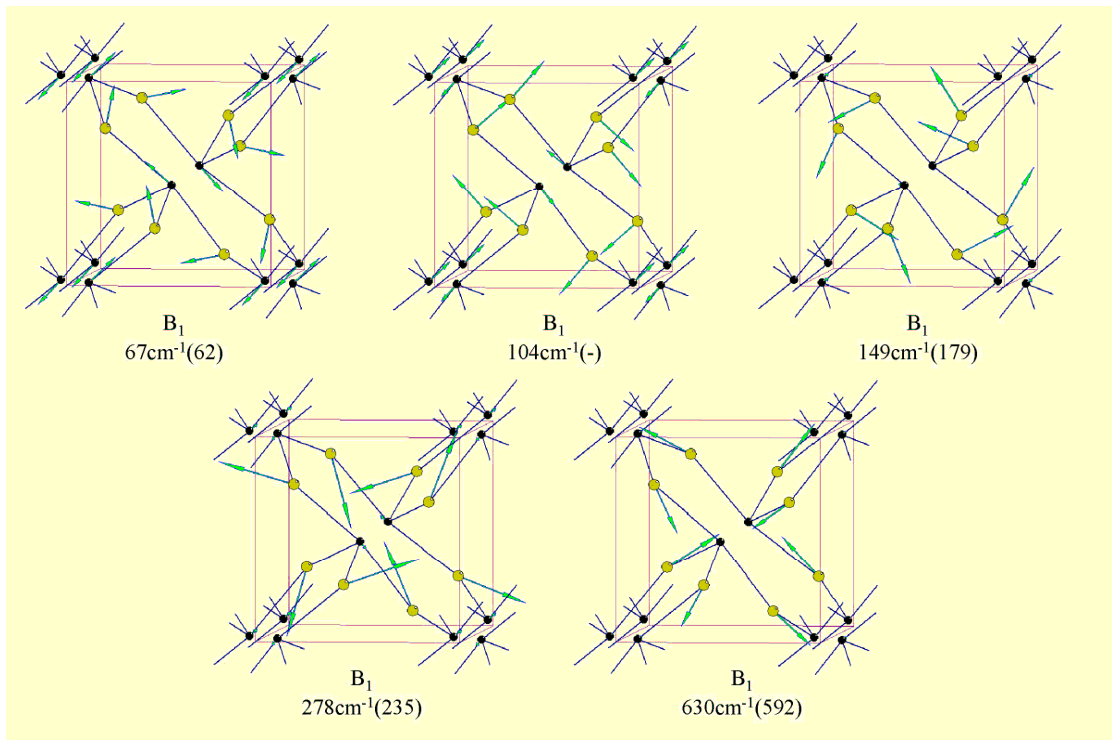 B₁ B₁ B₁
67cm⁻¹(62) 104cm⁻¹(-) 149cm⁻¹(179)
B₁ B₁
278cm⁻¹(235) 630cm⁻¹(592)